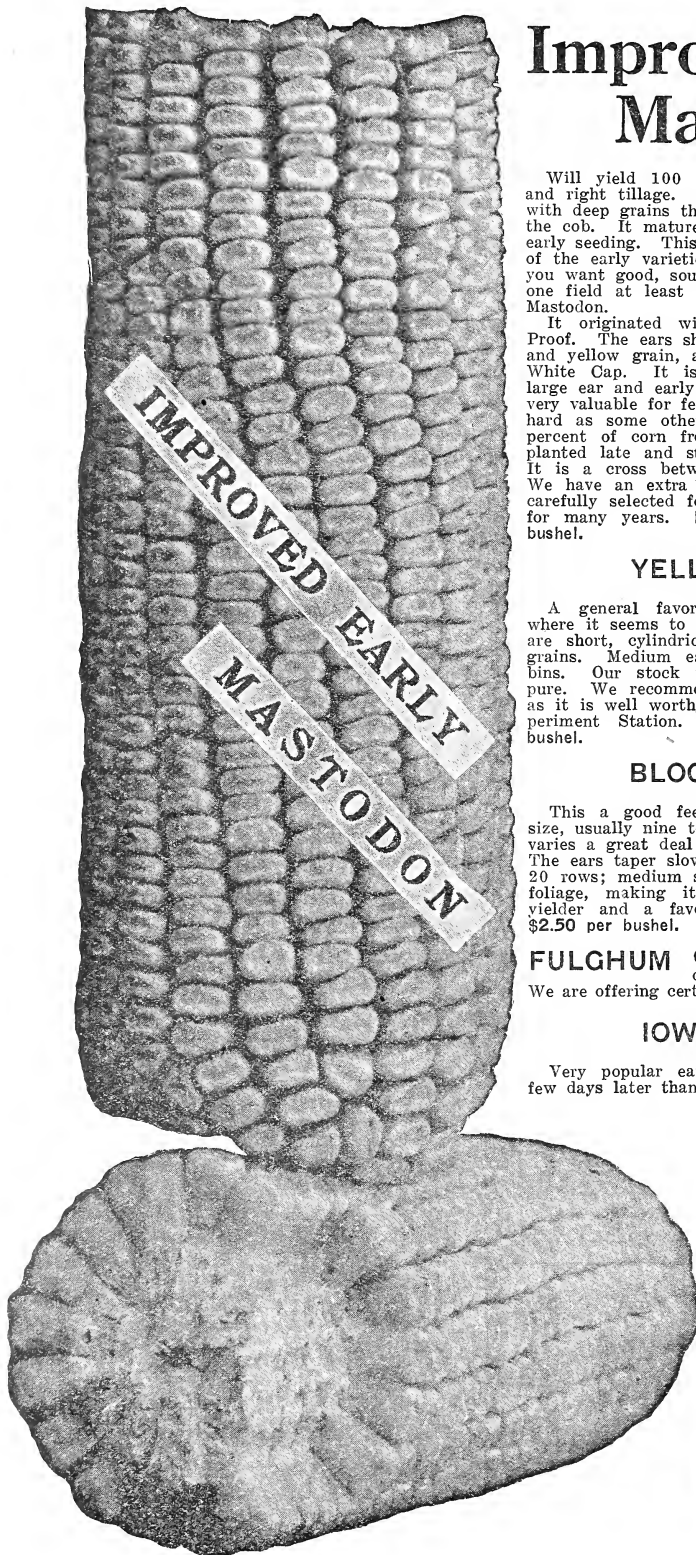 IMPROVED EARLY
MASTODON
Impro
Ma
Will yield 100
and right tillage.
with deep grains th
the cob. It mature
early seeding. This
of the early varieti
you want good, sou
one field at least
Mastodon.
It originated wi
Proof. The ears sh
and yellow grain, a
White Cap. It is
large ear and early
very valuable for fe
hard as some othe
percent of corn fr
planted late and st
It is a cross betw
We have an extra
carefully selected f
for many years.
bushel.
YELL
A general favor
where it seems to
are short, cylindric
grains. Medium ea
bins. Our stock
pure. We recomme
as it is well worth
periment Station.
bushel.
BLOO
This a good fee
size, usually nine t
varies a great deal
The ears taper slov
20 rows; medium s
foliage, making it
yielder and a fav
$2.50 per bushel.
FULGHUM
We are offering cert
IOW
Very popular ea
few days later than